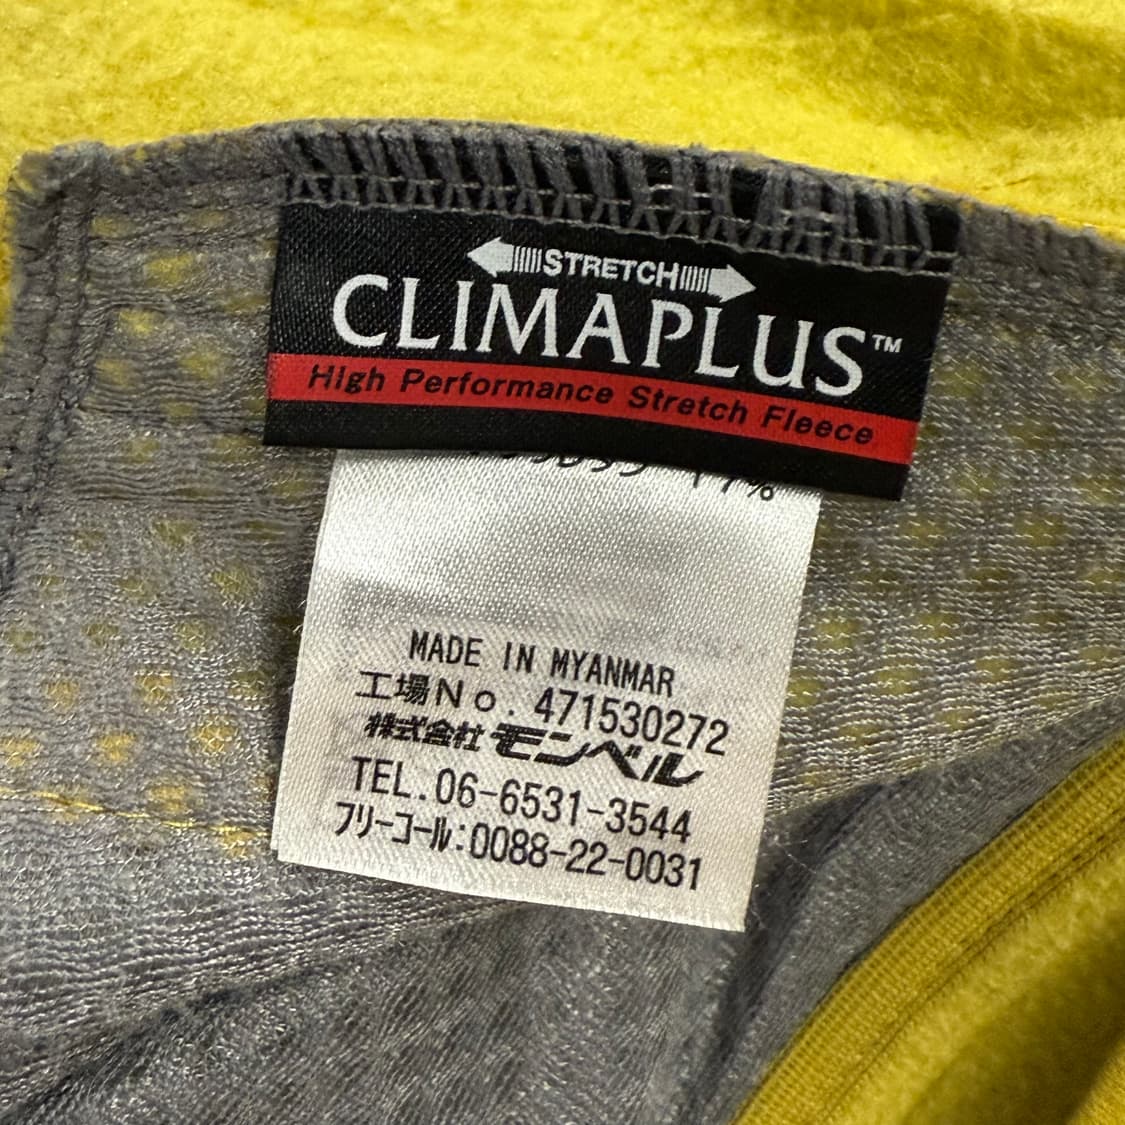 STRETCH
CLIMAPLUS™
High Performance Stretch Fleece
MADE IN MYANMAR
工場No. 471530272
株式会社 モンベル
TEL.06-6531-3544
フリーコール:0088-22-0031